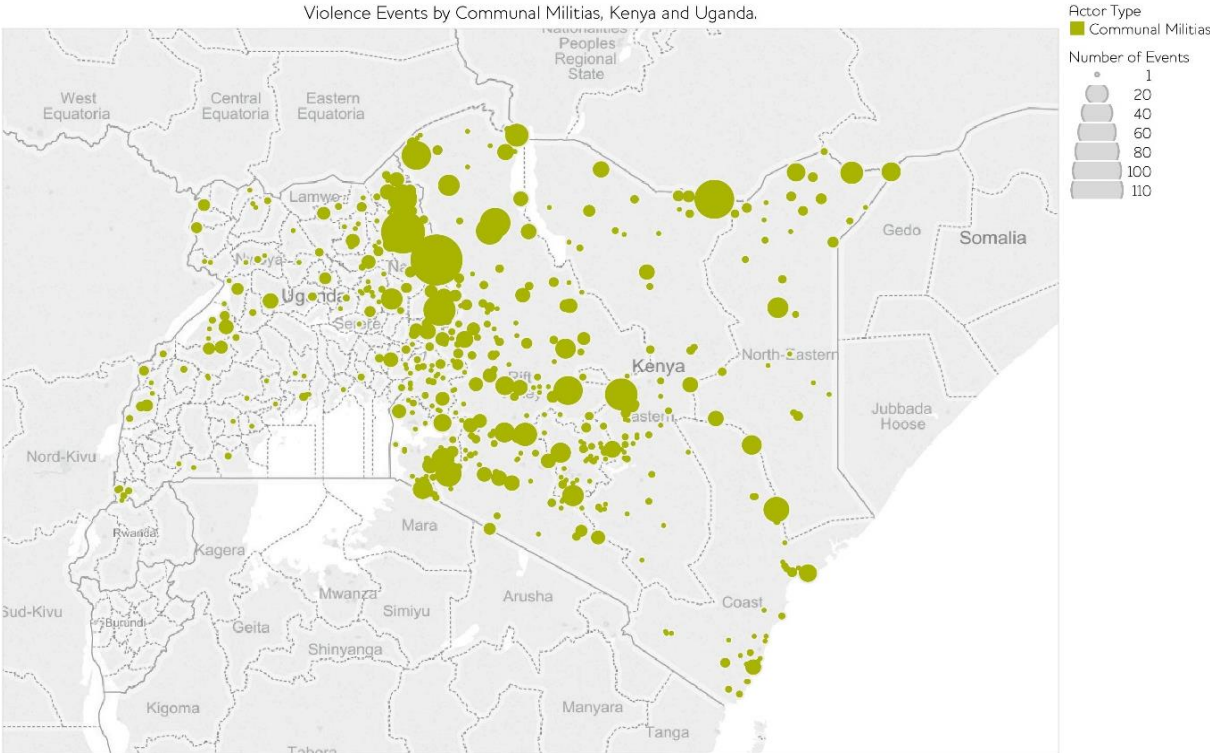 Violence Events by Communal Militias, Kenya and Uganda.
Actor Type
Communal Militias
Number of Events
1
20
40
60
80
100
110
Peoples
Regional
State
West
Equatoria
Central
Equatoria
Eastern
Equatoria
Lamwo
Gedo
Somalia
Uganda
Serere
Kenya
North-Eastern
Rift
Eastern
Jubbada
Hoose
Nord-Kivu
Rwanda
Kagera
Mara
Mwanza
Simiyu
Arusha
Coast
Sud-Kivu
Burundi
Geita
Shinyanga
Kigoma
Manyara
Tanga